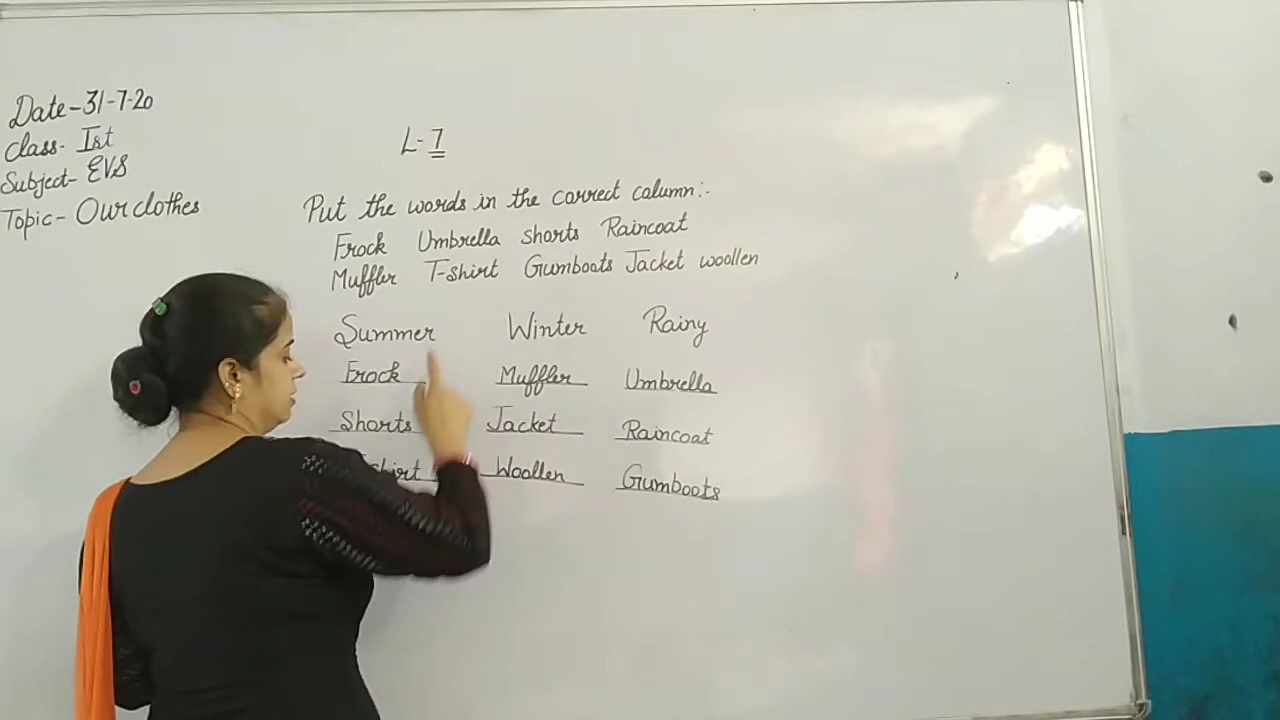 Date-31-7-20
Class- Ist
Subject- EVS
Topic- Our clothes
L-7
Put the words in the correct column:-
Frock Umbrella shorts Raincoat
Muffler T-shirt Gumboots Jacket woollen
Summer Winter Rainy
Frock Muffler Umbrella
Shorts Jacket Raincoat
shirt Woollen Gumboots